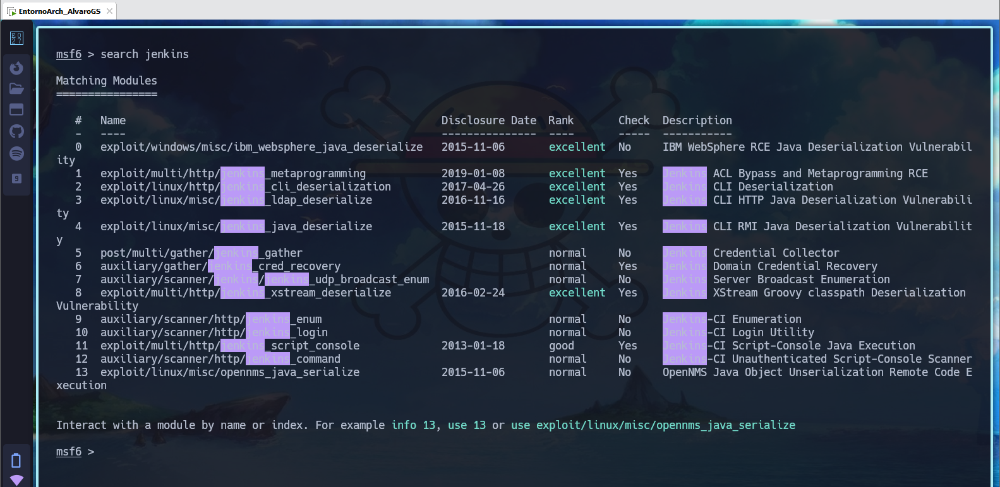 EntornoArch_AlvaroGS
msf6 > search jenkins
Matching Modules
================
# Name Disclosure Date Rank Check Description
- ---- --------------- ---- ----- -----------
0 exploit/windows/misc/ibm_websphere_java_deserialize 2015-11-06 excellent No IBM WebSphere RCE Java Deserialization Vulnerabil
ity
1 exploit/multi/http/jenkins_metaprogramming 2019-01-08 excellent Yes Jenkins ACL Bypass and Metaprogramming RCE
2 exploit/linux/http/jenkins_cli_deserialization 2017-04-26 excellent Yes Jenkins CLI Deserialization
3 exploit/linux/misc/jenkins_ldap_deserialize 2016-11-16 excellent Yes Jenkins CLI HTTP Java Deserialization Vulnerabili
ty
4 exploit/linux/misc/jenkins_java_deserialize 2015-11-18 excellent Yes Jenkins CLI RMI Java Deserialization Vulnerabilit
y
5 post/multi/gather/jenkins_gather normal No Jenkins Credential Collector
6 auxiliary/gather/jenkins_cred_recovery normal Yes Jenkins Domain Credential Recovery
7 auxiliary/scanner/jenkins/jenkins_udp_broadcast_enum normal No Jenkins Server Broadcast Enumeration
8 exploit/multi/http/jenkins_xstream_deserialize 2016-02-24 excellent Yes Jenkins XStream Groovy classpath Deserialization
Vulnerability
9 auxiliary/scanner/http/jenkins_enum normal No Jenkins-CI Enumeration
10 auxiliary/scanner/http/jenkins_login normal No Jenkins-CI Login Utility
11 exploit/multi/http/jenkins_script_console 2013-01-18 good Yes Jenkins-CI Script-Console Java Execution
12 auxiliary/scanner/http/jenkins_command normal No Jenkins-CI Unauthenticated Script-Console Scanner
13 exploit/linux/misc/opennms_java_serialize 2015-11-06 normal No OpenNMS Java Object Unserialization Remote Code E
xecution
Interact with a module by name or index. For example info 13, use 13 or use exploit/linux/misc/opennms_java_serialize
msf6 >
9